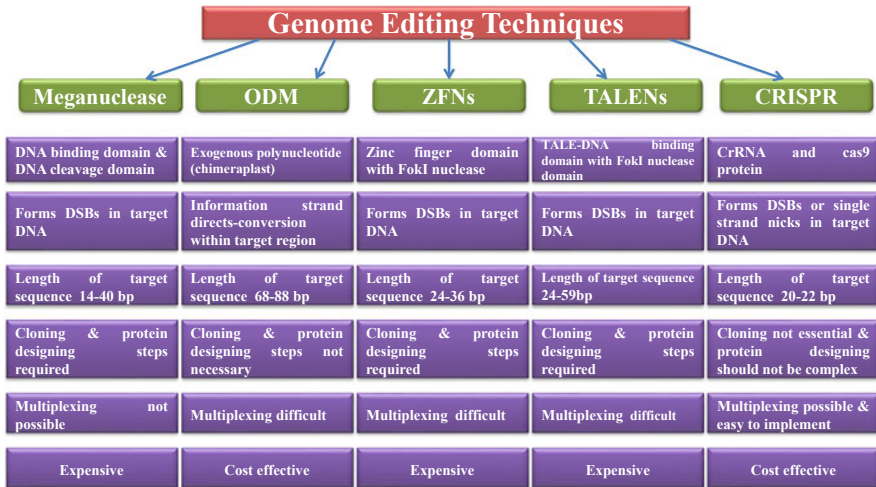 Genome Editing Techniques
Meganuclease
ODM
ZFNs
TALENs
CRISPR
DNA binding domain &
DNA cleavage domain
Exogenous polynucleotide
(chimeraplast)
Zinc finger domain
with FokI nuclease
TALE-DNA binding
domain with FokI nuclease
domain
CrRNA and cas9
protein
Forms DSBs in target
DNA
Information strand
directs-conversion
within target region
Forms DSBs in target
DNA
Forms DSBs in target
DNA
Forms DSBs or single
strand nicks in target
DNA
Length of target
sequence 14-40 bp
Length of target
sequence 68-88 bp
Length of target
sequence 24-36 bp
Length of target sequence
24-59bp
Length of target
sequence 20-22 bp
Cloning & protein
designing steps
required
Cloning & protein
designing steps not
necessary
Cloning & protein
designing steps
required
Cloning & protein
designing steps
required
Cloning not essential &
protein designing
should not be complex
Multiplexing not
possible
Multiplexing difficult
Multiplexing difficult
Multiplexing difficult
Multiplexing possible &
easy to implement
Expensive
Cost effective
Expensive
Expensive
Cost effective